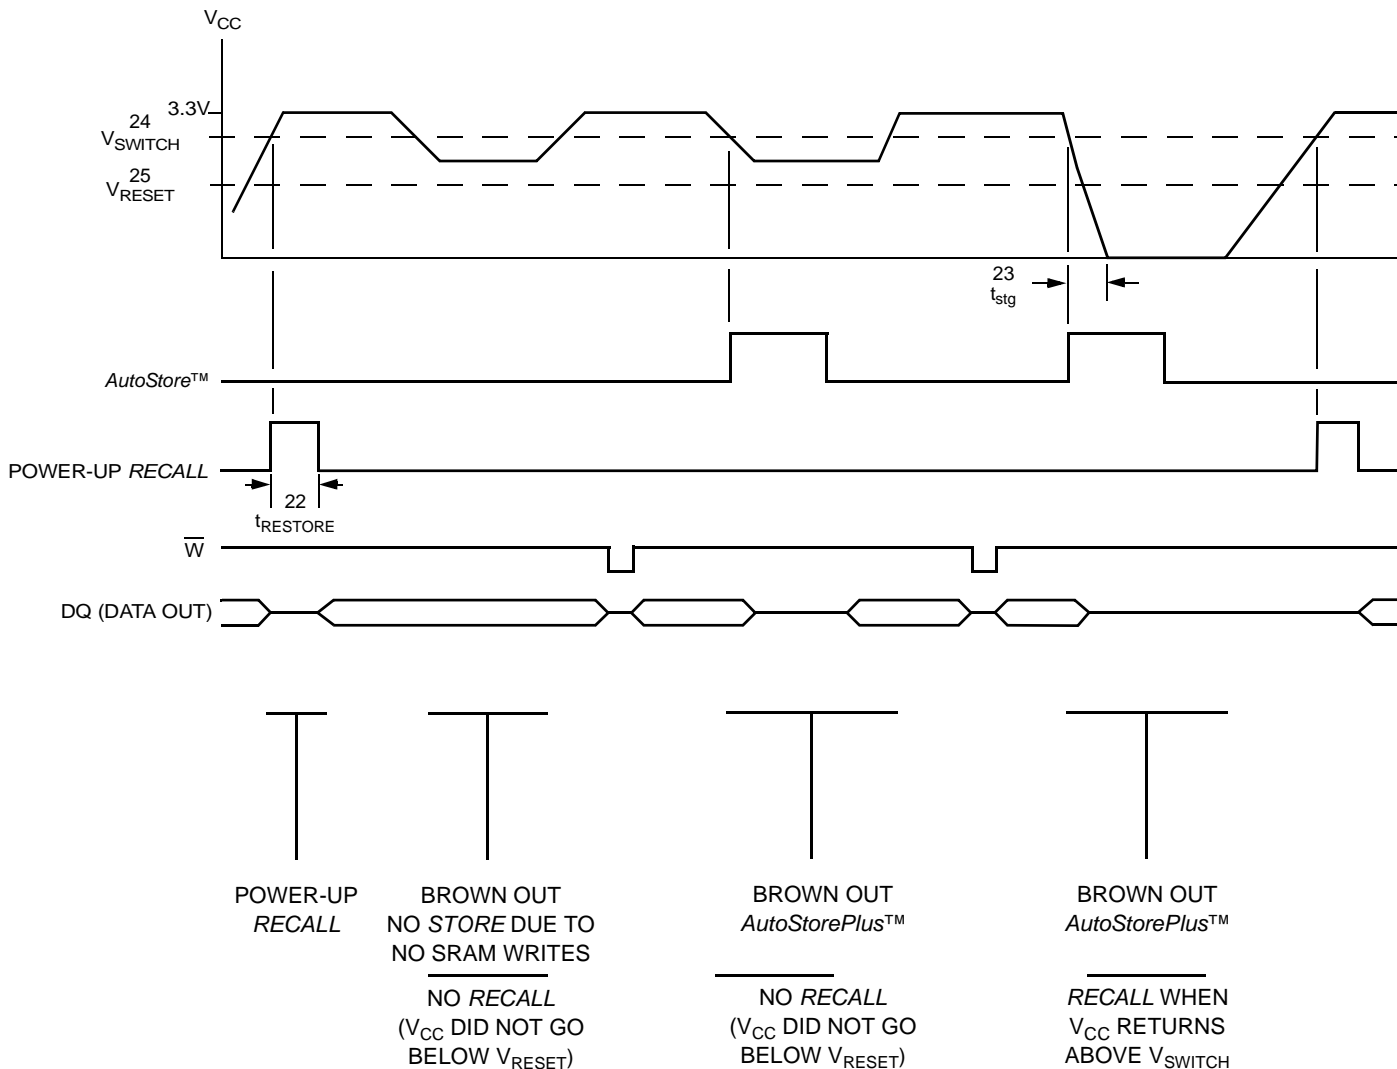 VCC
3.3V
24
VSWITCH
25
VRESET
23
tstg
AutoStore™
POWER-UP RECALL
22
tRESTORE
W
DQ (DATA OUT)
POWER-UP
RECALL
BROWN OUT
NO STORE DUE TO
NO SRAM WRITES
NO RECALL
(VCC DID NOT GO
BELOW VRESET)
BROWN OUT
AutoStorePlus™
NO RECALL
(VCC DID NOT GO
BELOW VRESET)
BROWN OUT
AutoStorePlus™
RECALL WHEN
VCC RETURNS
ABOVE VSWITCH